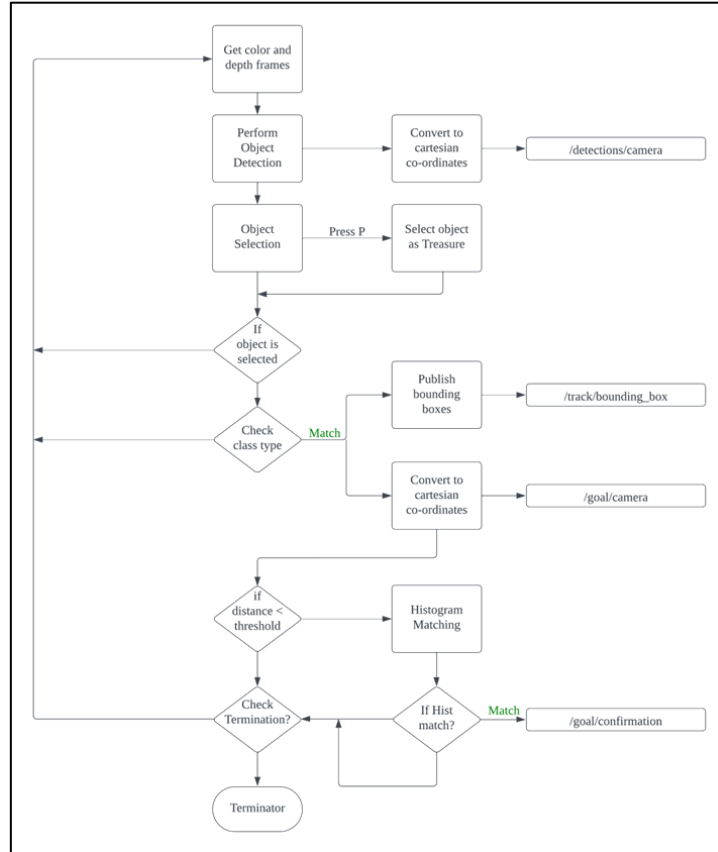 Get color and
depth frames
Perform
Object
Detection
Convert to
cartesian
co-ordinates
/detections/camera
Object
Selection
Press P
Select object
as Treasure
If
object is
selected
Publish
bounding
boxes
/track/bounding_box
Check
class type
Match
Convert to
cartesian
co-ordinates
/goal/camera
if
distance <
threshold
Histogram
Matching
Check
Termination?
If Hist
match?
Match
/goal/confirmation
Terminator